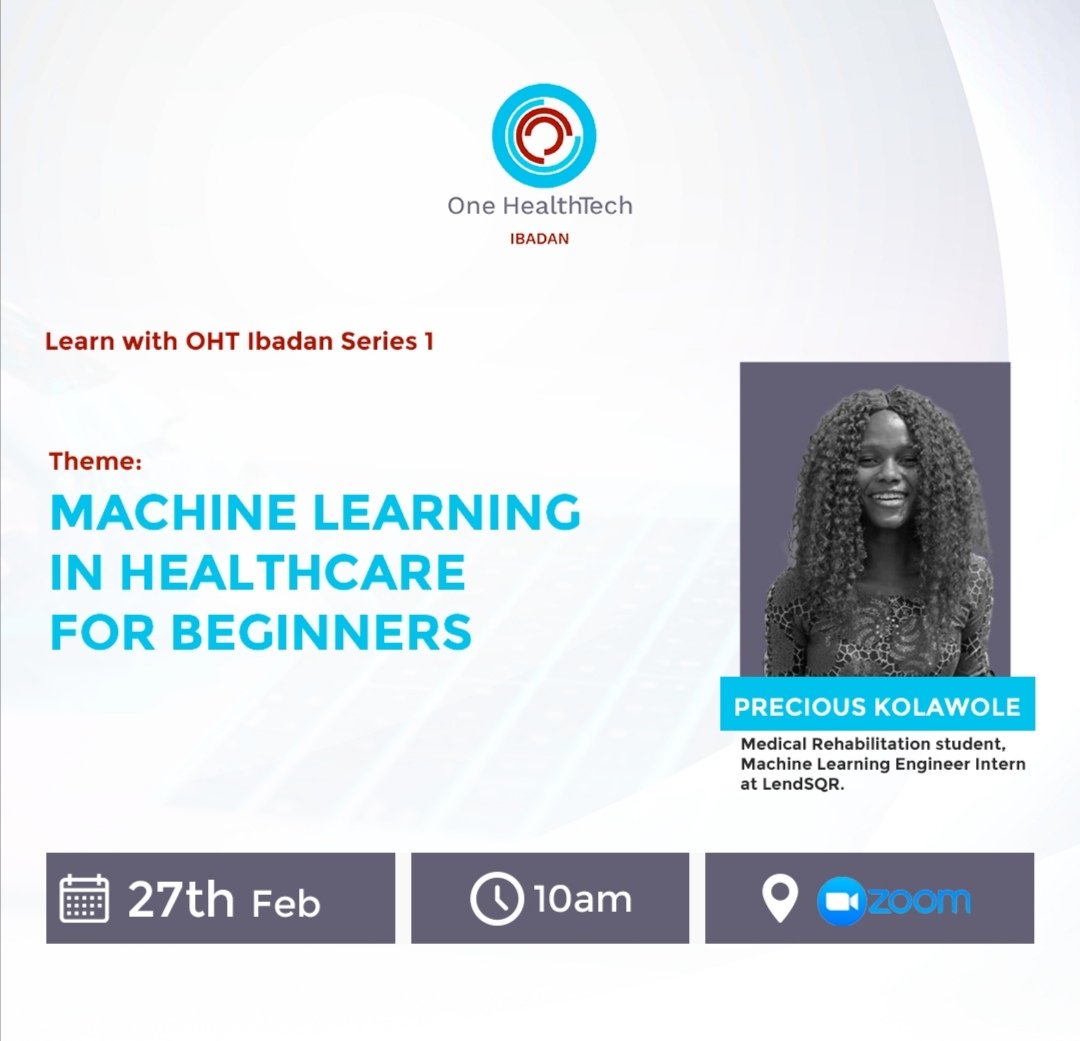 One HealthTech
IBADAN
Learn with OHT Ibadan Series 1
Theme:
MACHINE LEARNING
IN HEALTHCARE
FOR BEGINNERS
PRECIOUS KOLAWOLE
Medical Rehabilitation student,
Machine Learning Engineer Intern
at LendSQR.
27th Feb
10am
zoom